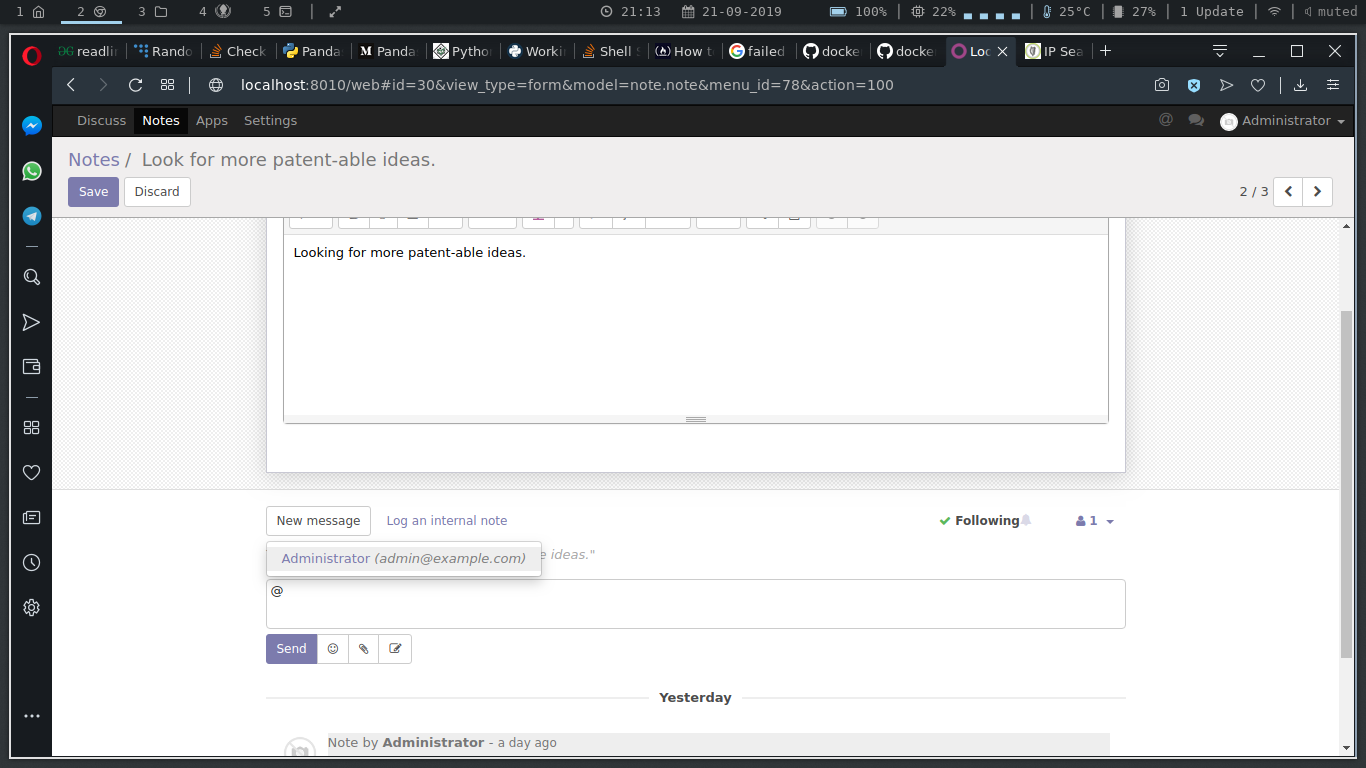 1 2 3 4 5 21:13 21-09-2019 100% 22% 25°C 27% 1 Update muted
readlin Rando Check Panda Panda Pytho Worki Shell S How t failed docke docke Loo IP Sea
localhost:8010/web#id=30&view_type=form&model=note.note&menu_id=78&action=100
Discuss Notes Apps Settings @ Administrator
Notes / Look for more patent-able ideas.
Save Discard 2 / 3
Looking for more patent-able ideas.
New message Log an internal note Following 1
Administrator (admin@example.com) e ideas."
@
Send
Yesterday
Note by Administrator - a day ago